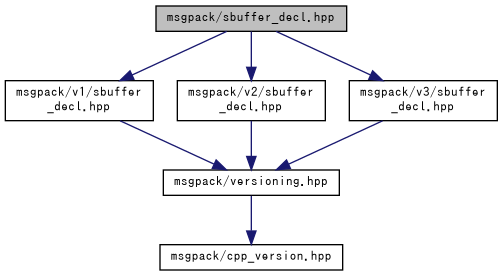 msgpack/sbuffer_decl.hpp
msgpack/v1/sbuffer
_decl.hpp
msgpack/v2/sbuffer
_decl.hpp
msgpack/v3/sbuffer
_decl.hpp
msgpack/versioning.hpp
msgpack/cpp_version.hpp